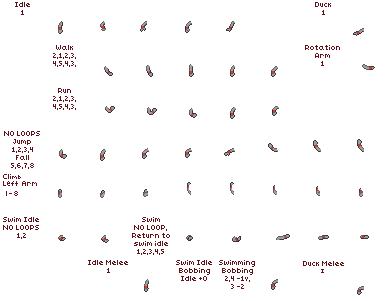 Idle
1
Duck
1
Walk
2,1,2,3,
4,5,4,3,
Rotation
Arm
1
Run
2,1,2,3,
4,5,4,3,
NO LOOPS
Jump
1,2,3,4
Fall
5,6,7,8
Climb
Left Arm
1-8
Swim Idle
NO LOOPS
1,2
Swim
NO LOOP,
Return to
swim idle
1,2,3,4,5
Swim Idle
Bobbing
Idle +0
Swimming
Bobbing
2,4 -1v,
3 -2
Idle Melee
1
Duck Melee
1